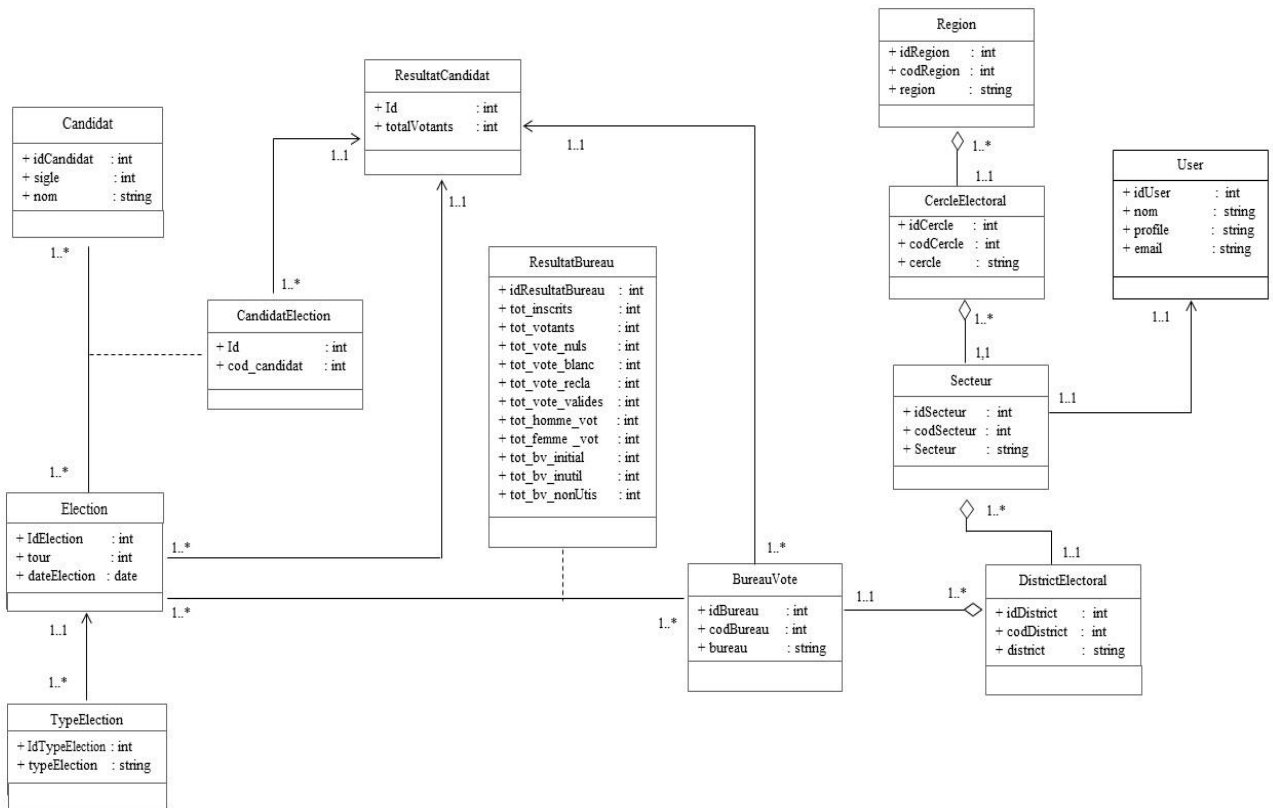 Region
+ idRegion : int
+ codRegion : int
+ region : string
1..*
1..1
ResultatCandidat
+ Id : int
+ totalVotants : int
1..1
1..1
1..1
Candidat
+ idCandidat : int
+ sigle : int
+ nom : string
1..*
User
+ idUser : int
+ nom : string
+ profile : string
+ email : string
1..1
CercleElectoral
+ idCercle : int
+ codCercle : int
+ cercle : string
1..*
1,1
ResultatBureau
+ idResultatBureau : int
+ tot_inscrits : int
+ tot_votants : int
+ tot_vote_nuls : int
+ tot_vote_blanc : int
+ tot_vote_recla : int
+ tot_vote_valides : int
+ tot_homme_vot : int
+ tot_femme _vot : int
+ tot_bv_initial : int
+ tot_bv_inutil : int
+ tot_bv_nonUtis : int
1..*
CandidatElection
+ Id : int
+ cod_candidat : int
Secteur
+ idSecteur : int
+ codSecteur : int
+ Secteur : string
1..1
1..*
1..1
1..*
Election
+ IdElection : int
+ tour : int
+ dateElection : date
1..*
1..*
1..1
1..*
BureauVote
+ idBureau : int
+ codBureau : int
+ bureau : string
1..*
1..*
1..1
1..*
DistrictElectoral
+ idDistrict : int
+ codDistrict : int
+ district : string
TypeElection
+ IdTypeElection : int
+ typeElection : string